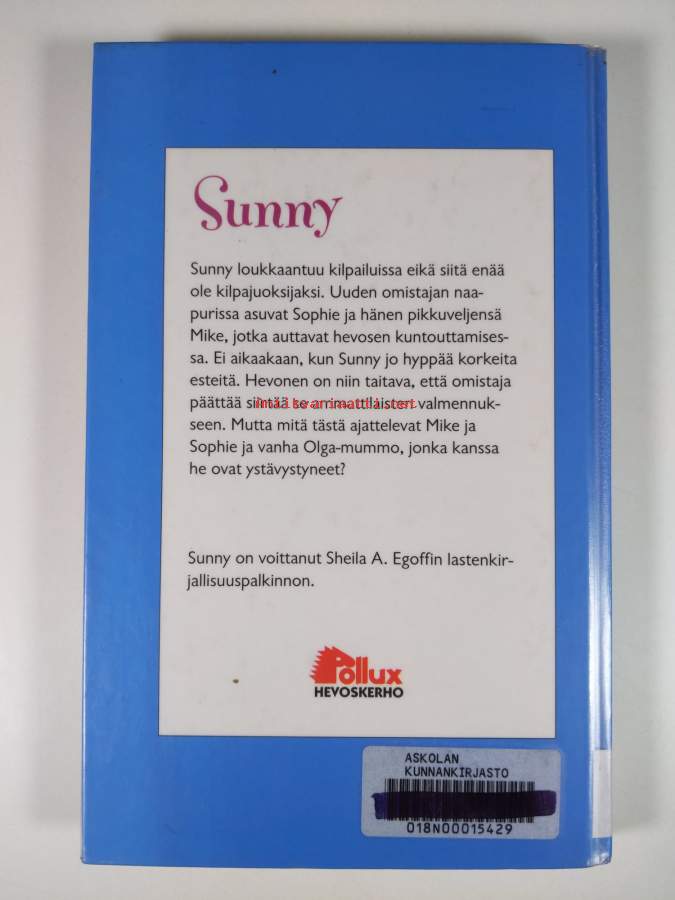 Sunny
Sunny loukkaantuu kilpailuissa eikä siitä enää
ole kilpajuoksijaksi. Uuden omistajan naa-
purissa asuvat Sophie ja hänen pikkuveljensä
Mike, jotka auttavat hevosen kuntouttamises-
sa. Ei aikaakaan, kun Sunny jo hyppää korkeita
esteitä. Hevonen on niin taitava, että omistaja
päättää siirtää se ammattilaisten valmennuk-
seen. Mutta mitä tästä ajattelevat Mike ja
Sophie ja vanha Olga-mummo, jonka kanssa
he ovat ystävystyneet?
Sunny on voittanut Sheila A. Egoffin lastenkir-
jallisuuspalkinnon.
Pollux
HEVOSKERHO
ASKOLAN
KUNNANKIRJASTO
018N00015429